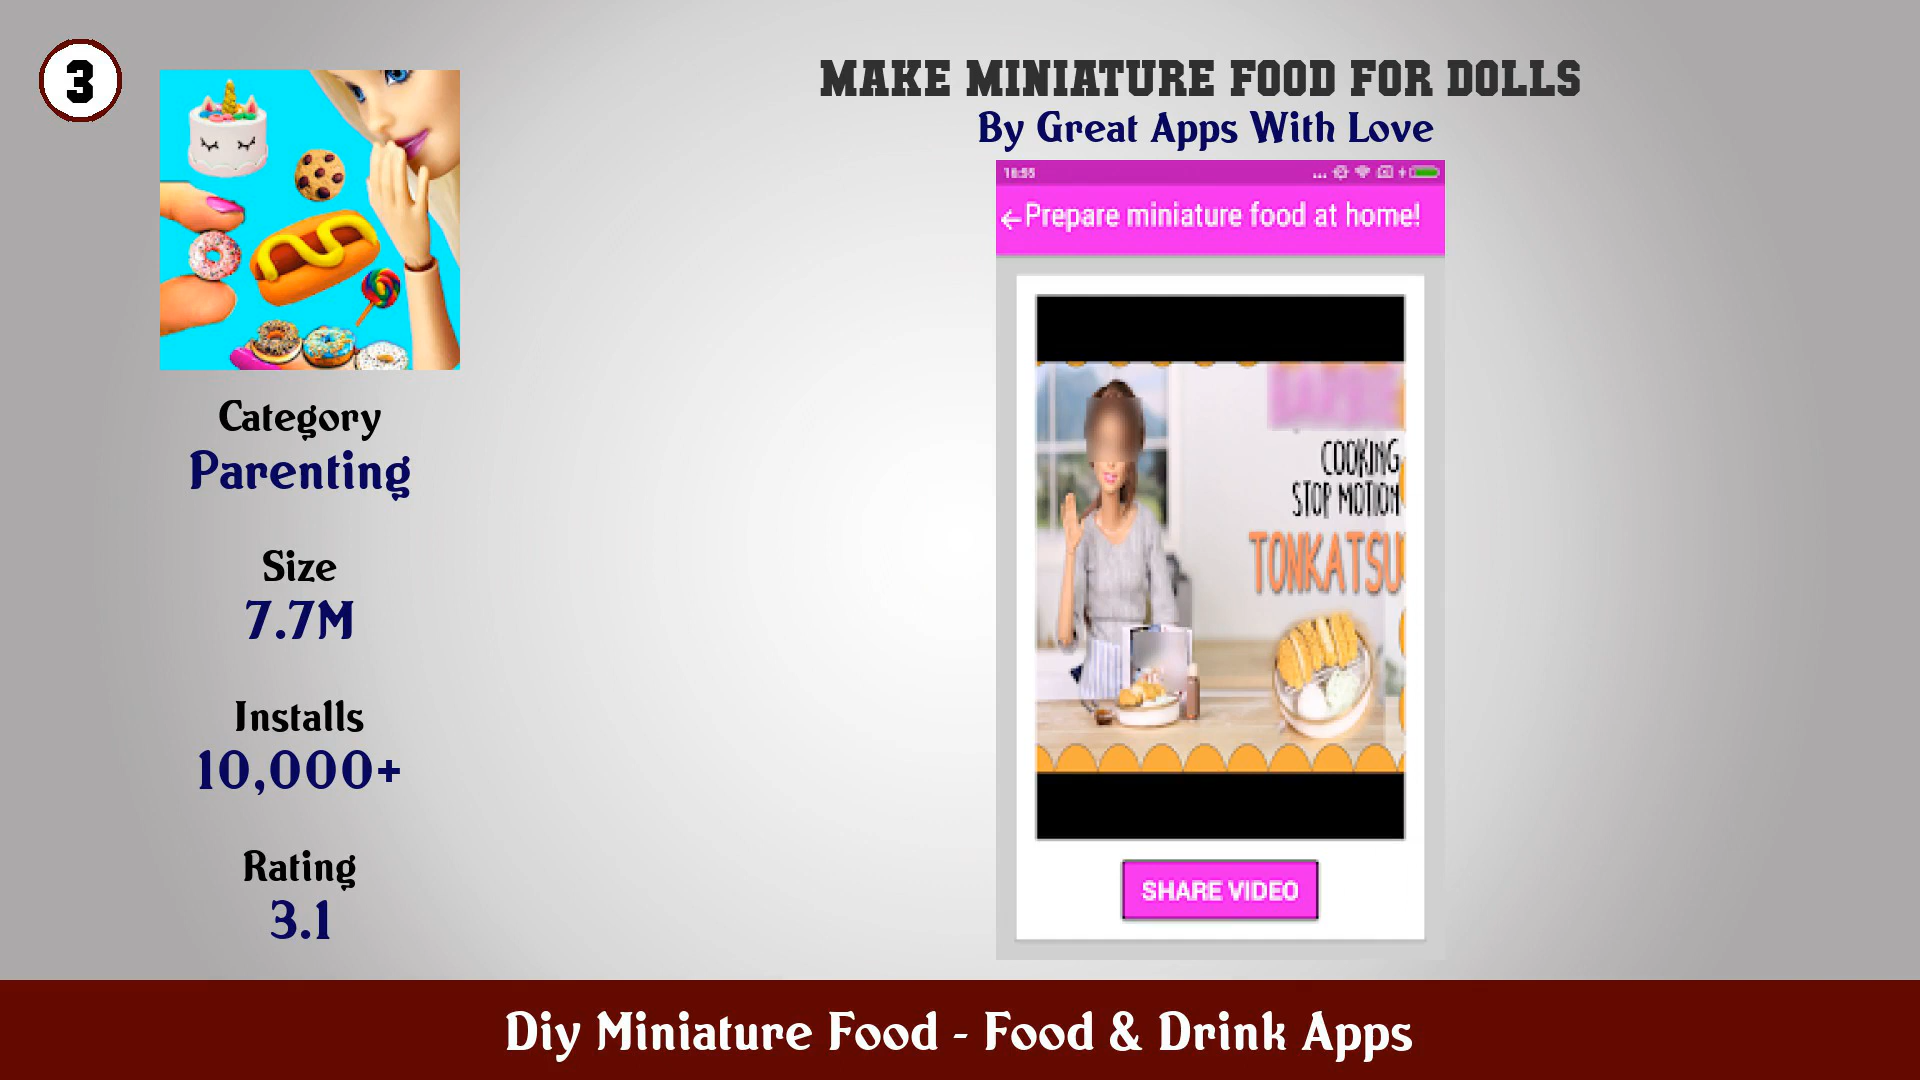 3
MAKE MINIATURE FOOD FOR DOLLS
By Great Apps With Love
Category
Parenting
Size
7.7M
Installs
10,000+
Rating
3.1
←Prepare miniature food at home!
COOKING
STOP MOTION
TONKATSU
SHARE VIDEO
Diy Miniature Food - Food & Drink Apps